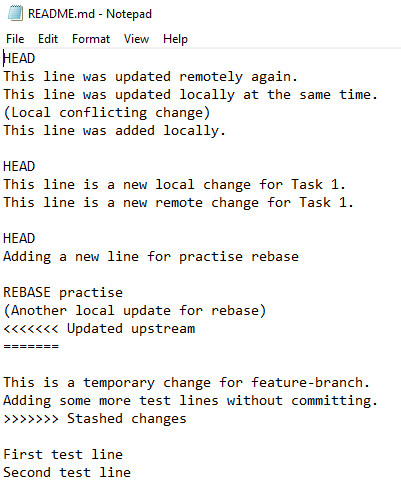 README.md - Notepad
File Edit Format View Help
HEAD
This line was updated remotely again.
This line was updated locally at the same time.
(Local conflicting change)
This line was added locally.

HEAD
This line is a new local change for Task 1.
This line is a new remote change for Task 1.

HEAD
Adding a new line for practise rebase

REBASE practise
(Another local update for rebase)
<<<<<<< Updated upstream
=======

This is a temporary change for feature-branch.
Adding some more test lines without committing.
>>>>>>> Stashed changes

First test line
Second test line